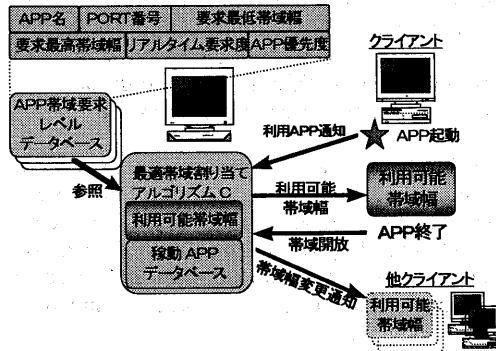 APP名 PORT番号 要求最低帯域幅
要求最高帯域幅 リアルタイム要求度 APP優先度
APP帯域要求
レベル
データベース
参照
最適帯域割り当て
アルゴリズムC
利用可能帯域幅
稼動APP
データベース
クライアント
利用APP通知
APP起動
利用可能
帯域幅
利用可能
帯域幅
APP終了
帯域開放
帯域幅変更通知
他クライアント
利用可能
帯域幅